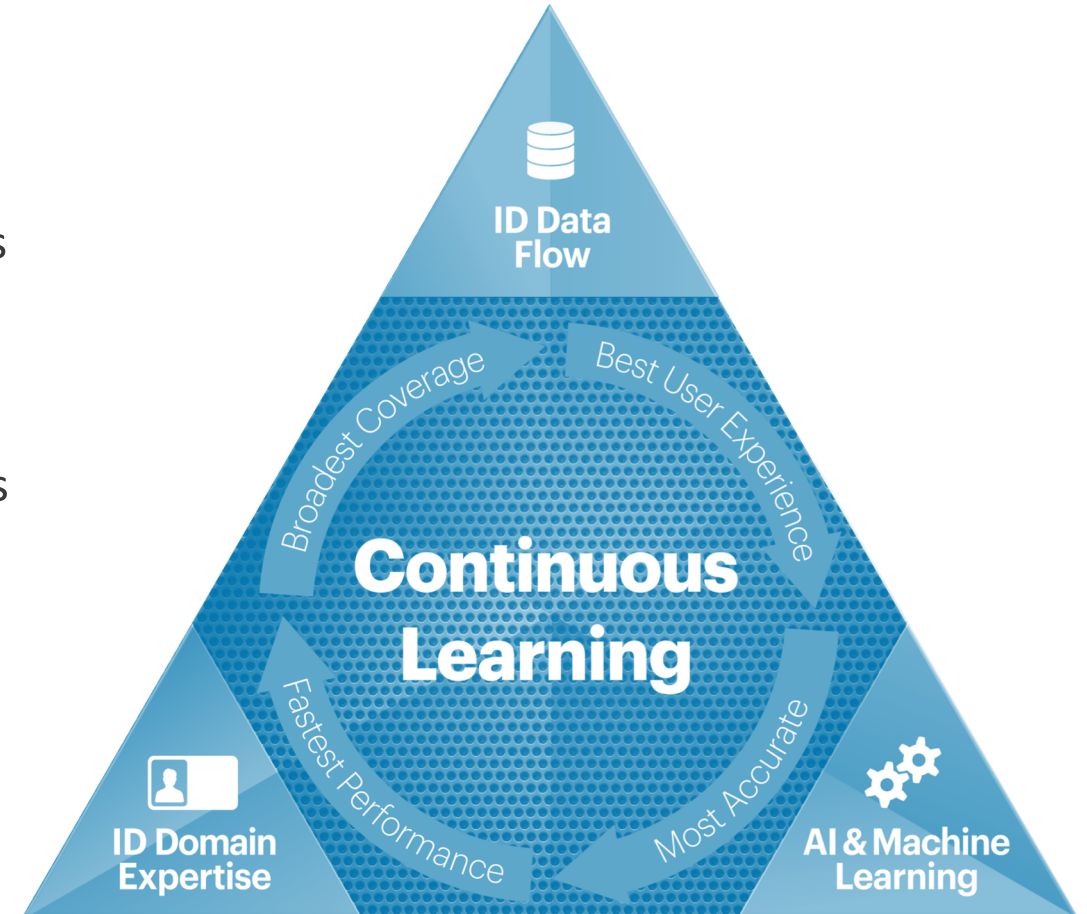 ID Data
Flow
s
Broadest Coverage
Best User Experience
s
Continuous
Learning
Fastest Performance
Most Accurate
ID Domain
Expertise
AI & Machine
Learning